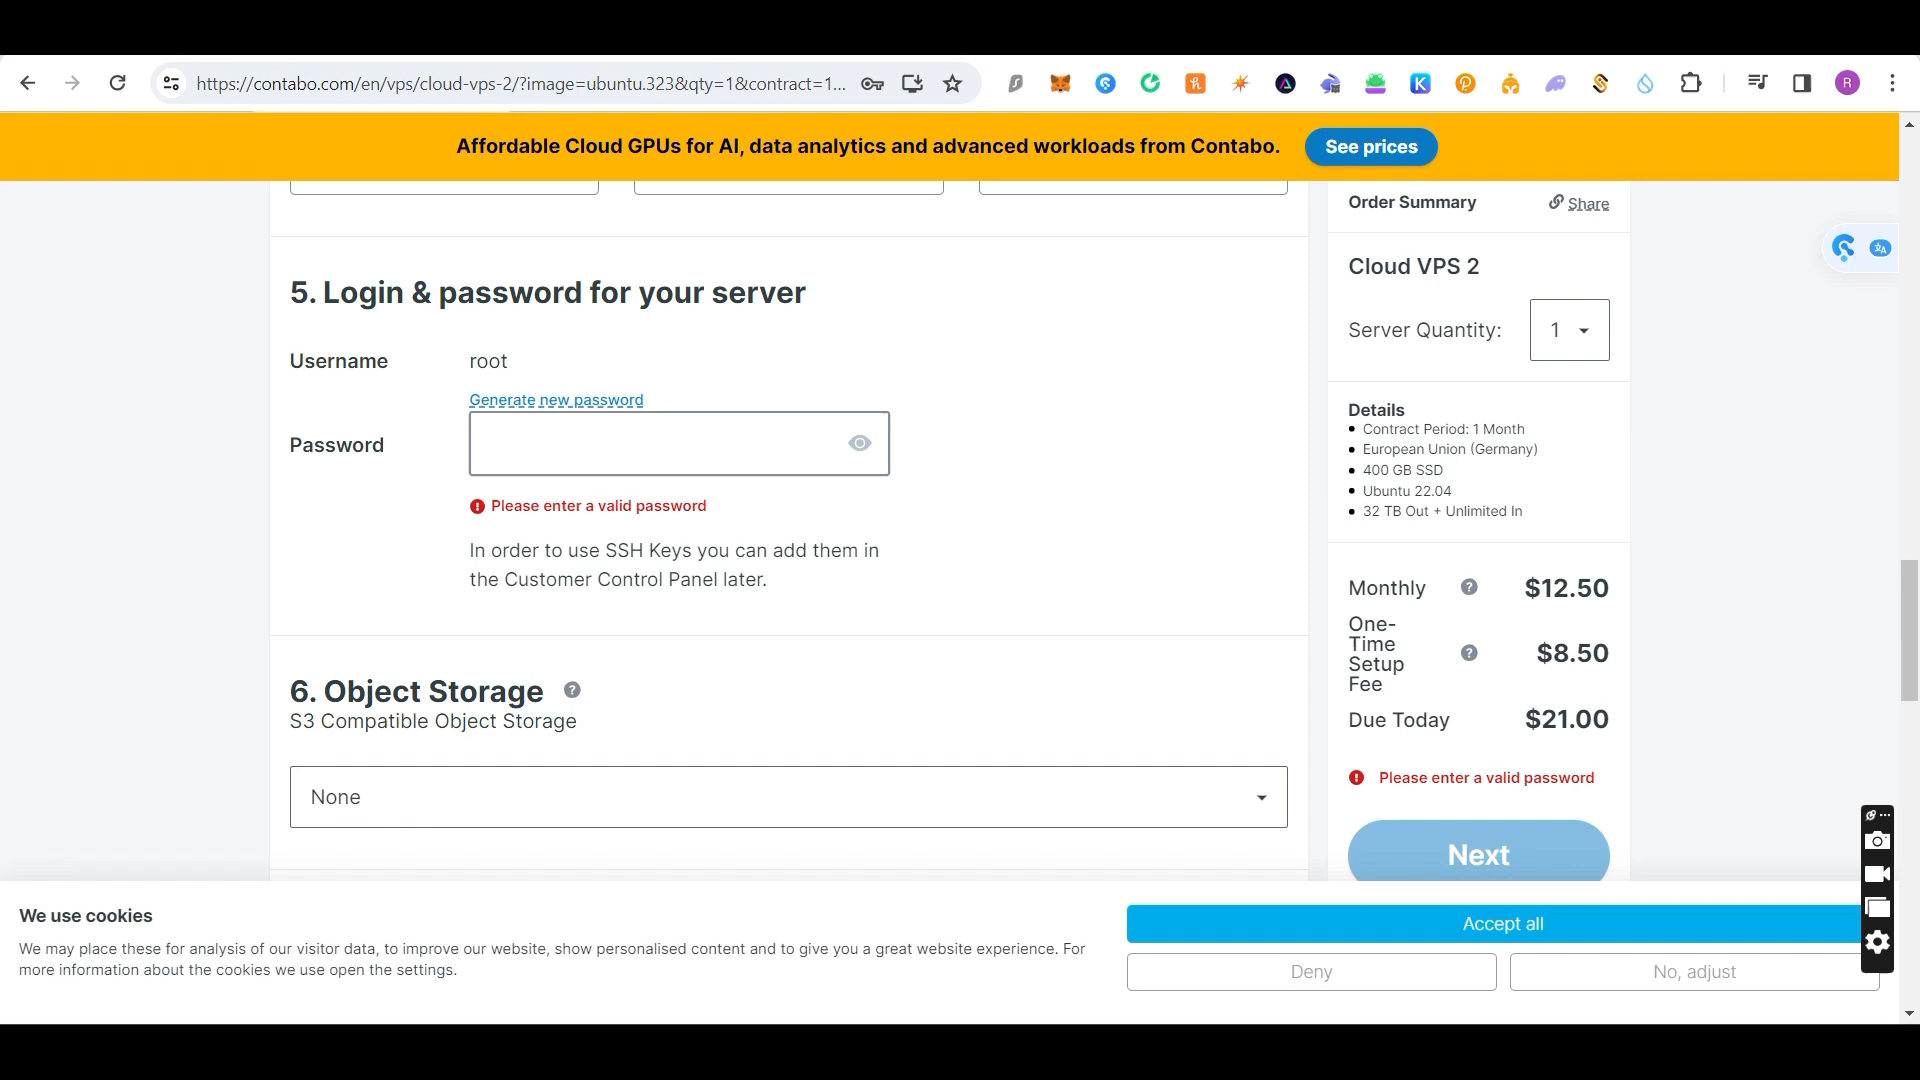 https://contabo.com/en/vps/cloud-vps-2/?image=ubuntu.323&qty=1&contract=1...
R
Affordable Cloud GPUs for AI, data analytics and advanced workloads from Contabo.
See prices
5. Login & password for your server
Username
root
Generate new password
Password
Please enter a valid password
In order to use SSH Keys you can add them in
the Customer Control Panel later.
6. Object Storage
S3 Compatible Object Storage
None
Order Summary
Share
Cloud VPS 2
Server Quantity:
1
Details
Contract Period: 1 Month
European Union (Germany)
400 GB SSD
Ubuntu 22.04
32 TB Out + Unlimited In
Monthly
$12.50
One-
Time
Setup
Fee
$8.50
Due Today
$21.00
Please enter a valid password
Next
We use cookies
We may place these for analysis of our visitor data, to improve our website, show personalised content and to give you a great website experience. For
more information about the cookies we use open the settings.
Accept all
Deny
No, adjust